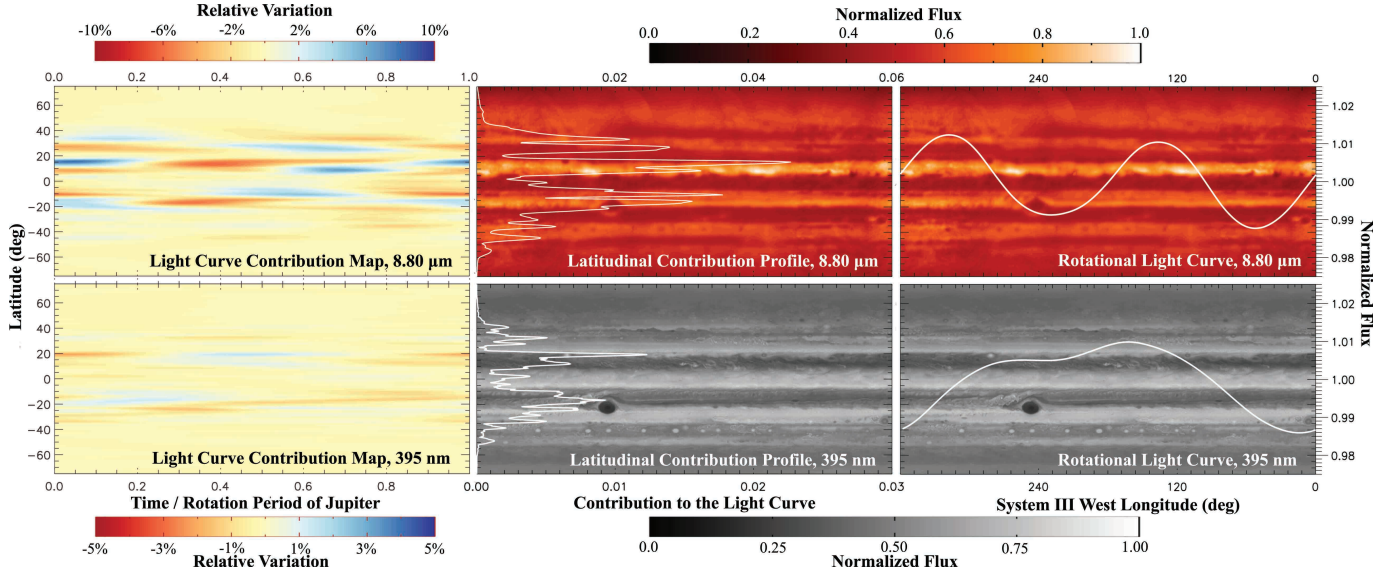 Relative Variation
-10% -6% -2% 2% 6% 10%
Normalized Flux
0.0 0.2 0.4 0.6 0.8 1.0
0.0 0.2 0.4 0.6 0.8 1.0
0.02 0.04 0.06
240 120 0
Latitude (deg)
60
40
20
0
−20
−40
−60
Light Curve Contribution Map, 8.80 μm
Latitudinal Contribution Profile, 8.80 μm
Rotational Light Curve, 8.80 μm
1.02
1.01
1.00
0.99
0.98
Normalized Flux
60
40
20
0
−20
−40
−60
Light Curve Contribution Map, 395 nm
Latitudinal Contribution Profile, 395 nm
Rotational Light Curve, 395 nm
1.02
1.01
1.00
0.99
0.98
0.0 0.2 0.4 0.6 0.8
0.00 0.01 0.02 0.03
240 120 0
Time / Rotation Period of Jupiter
Contribution to the Light Curve
System III West Longitude (deg)
-5% -3% -1% 1% 3% 5%
Relative Variation
0.0 0.25 0.50 0.75 1.00
Normalized Flux